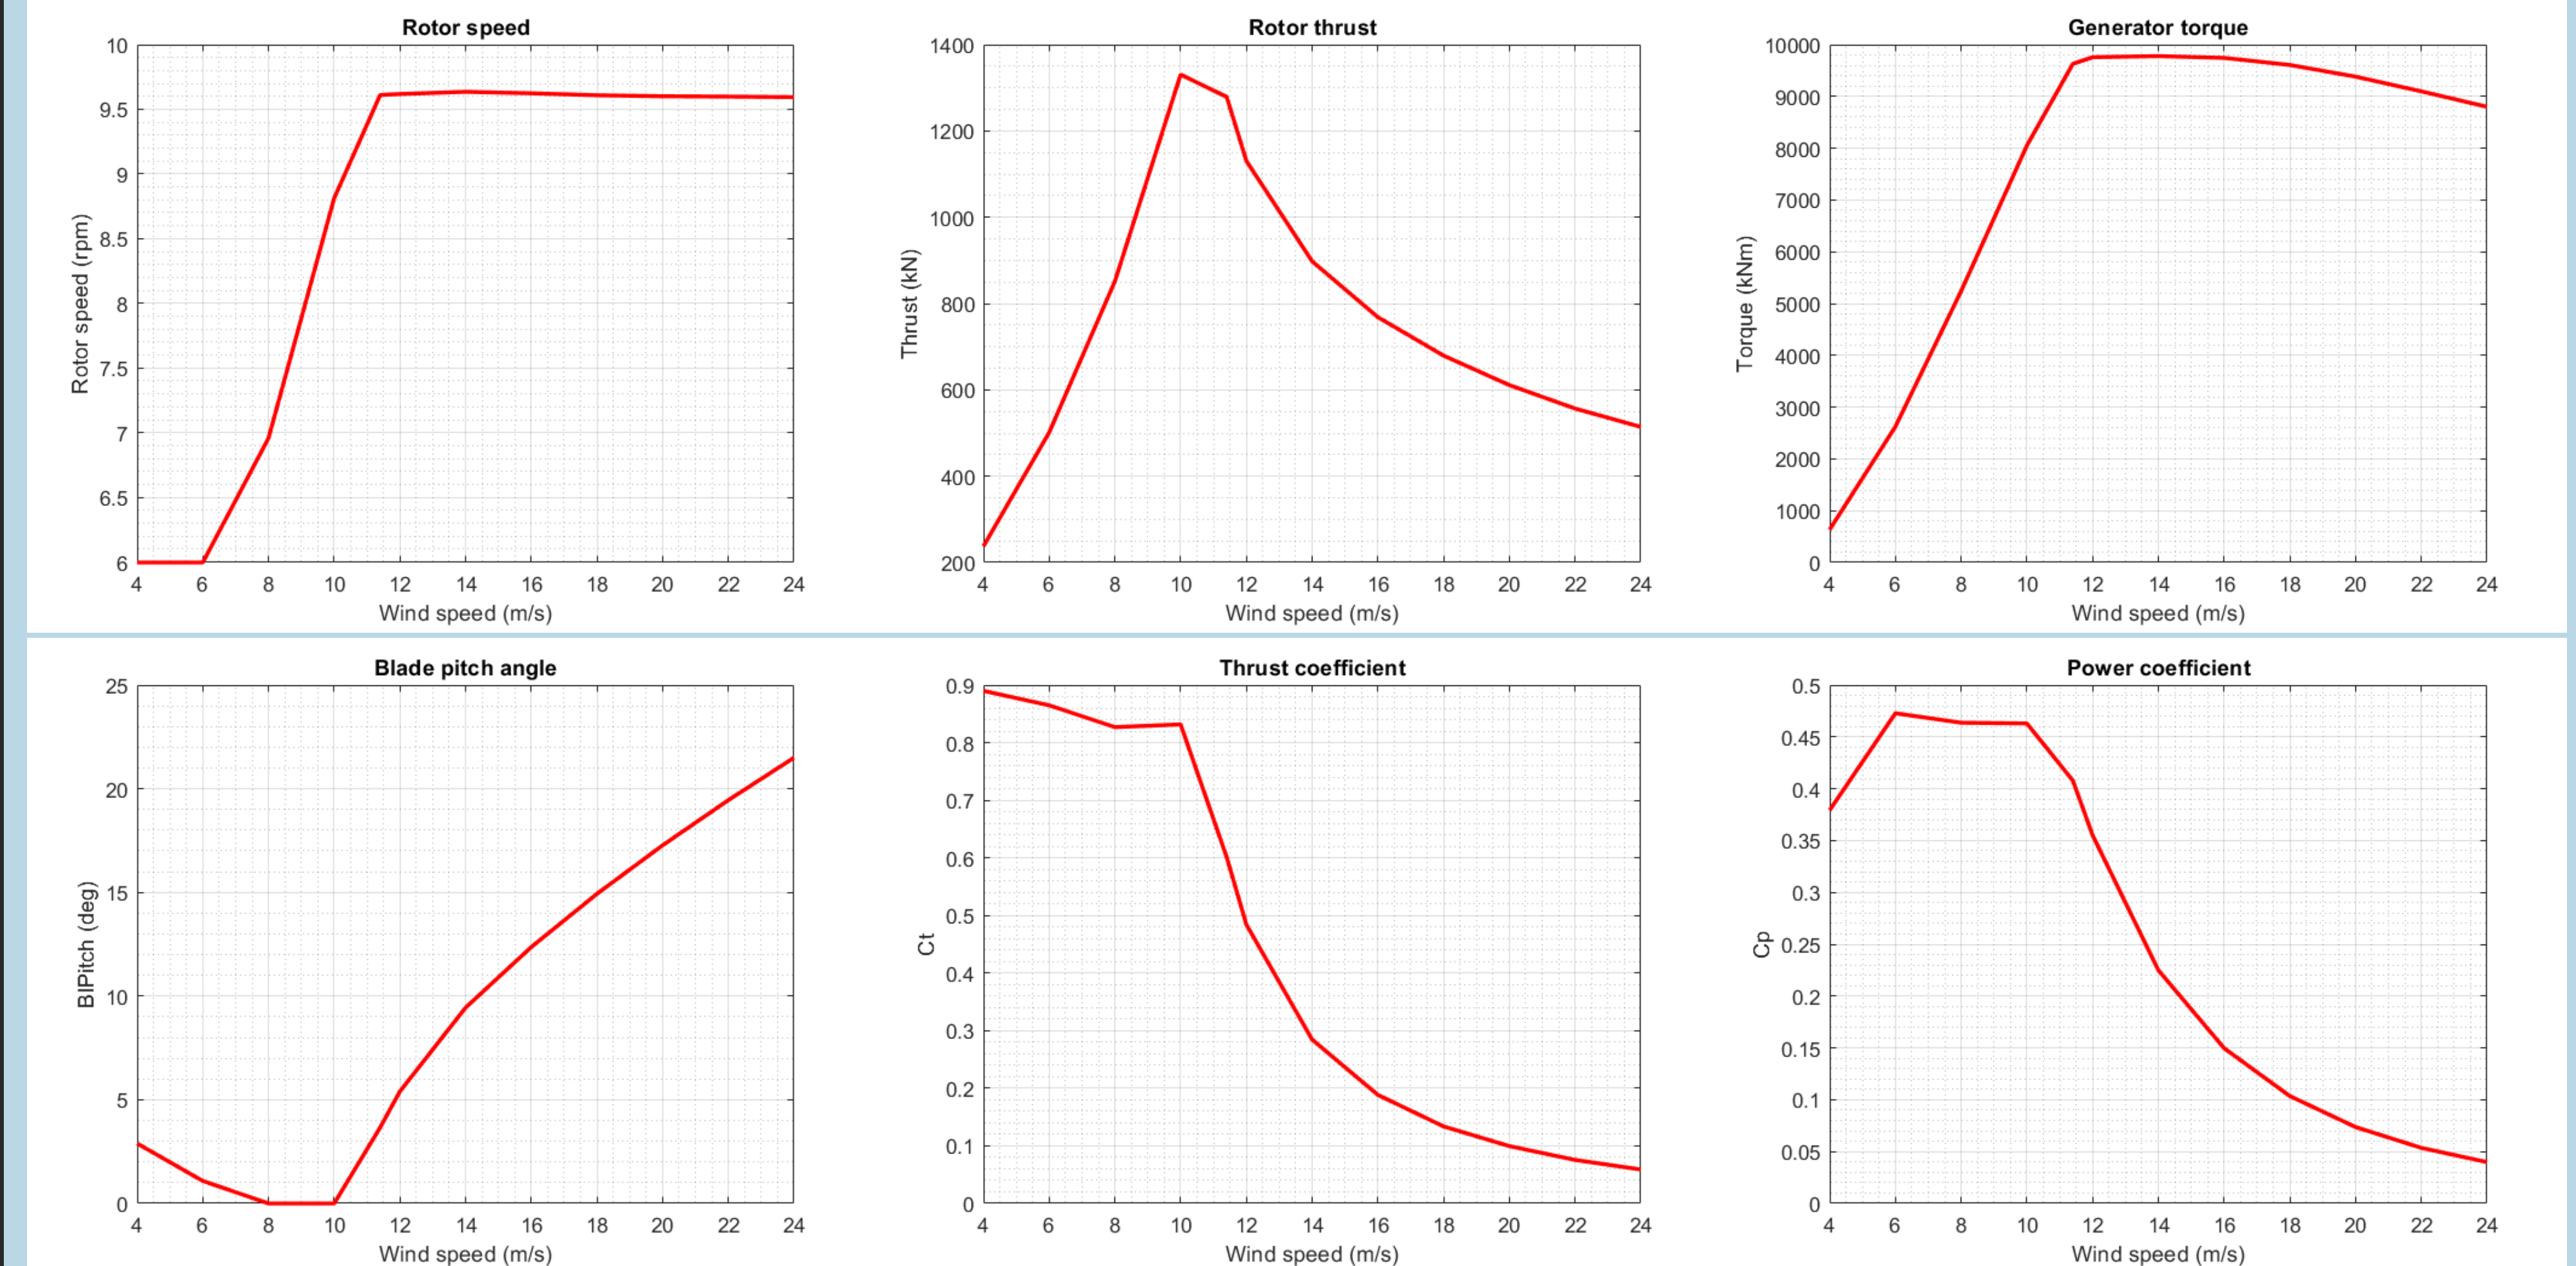 Rotor speed
10
9.5
9
8.5
8
7.5
7
6.5
6
Rotor speed (rpm)
4 6 8 10 12 14 16 18 20 22 24
Wind speed (m/s)
Rotor thrust
1400
1200
1000
800
600
400
200
Thrust (kN)
4 6 8 10 12 14 16 18 20 22 24
Wind speed (m/s)
Generator torque
10000
9000
8000
7000
6000
5000
4000
3000
2000
1000
0
Torque (kNm)
4 6 8 10 12 14 16 18 20 22 24
Wind speed (m/s)
Blade pitch angle
25
20
15
10
5
0
BlPitch (deg)
4 6 8 10 12 14 16 18 20 22 24
Wind speed (m/s)
Thrust coefficient
0.9
0.8
0.7
0.6
0.5
0.4
0.3
0.2
0.1
0
Ct
4 6 8 10 12 14 16 18 20 22 24
Wind speed (m/s)
Power coefficient
0.5
0.45
0.4
0.35
0.3
0.25
0.2
0.15
0.1
0.05
0
Cp
4 6 8 10 12 14 16 18 20 22 24
Wind speed (m/s)